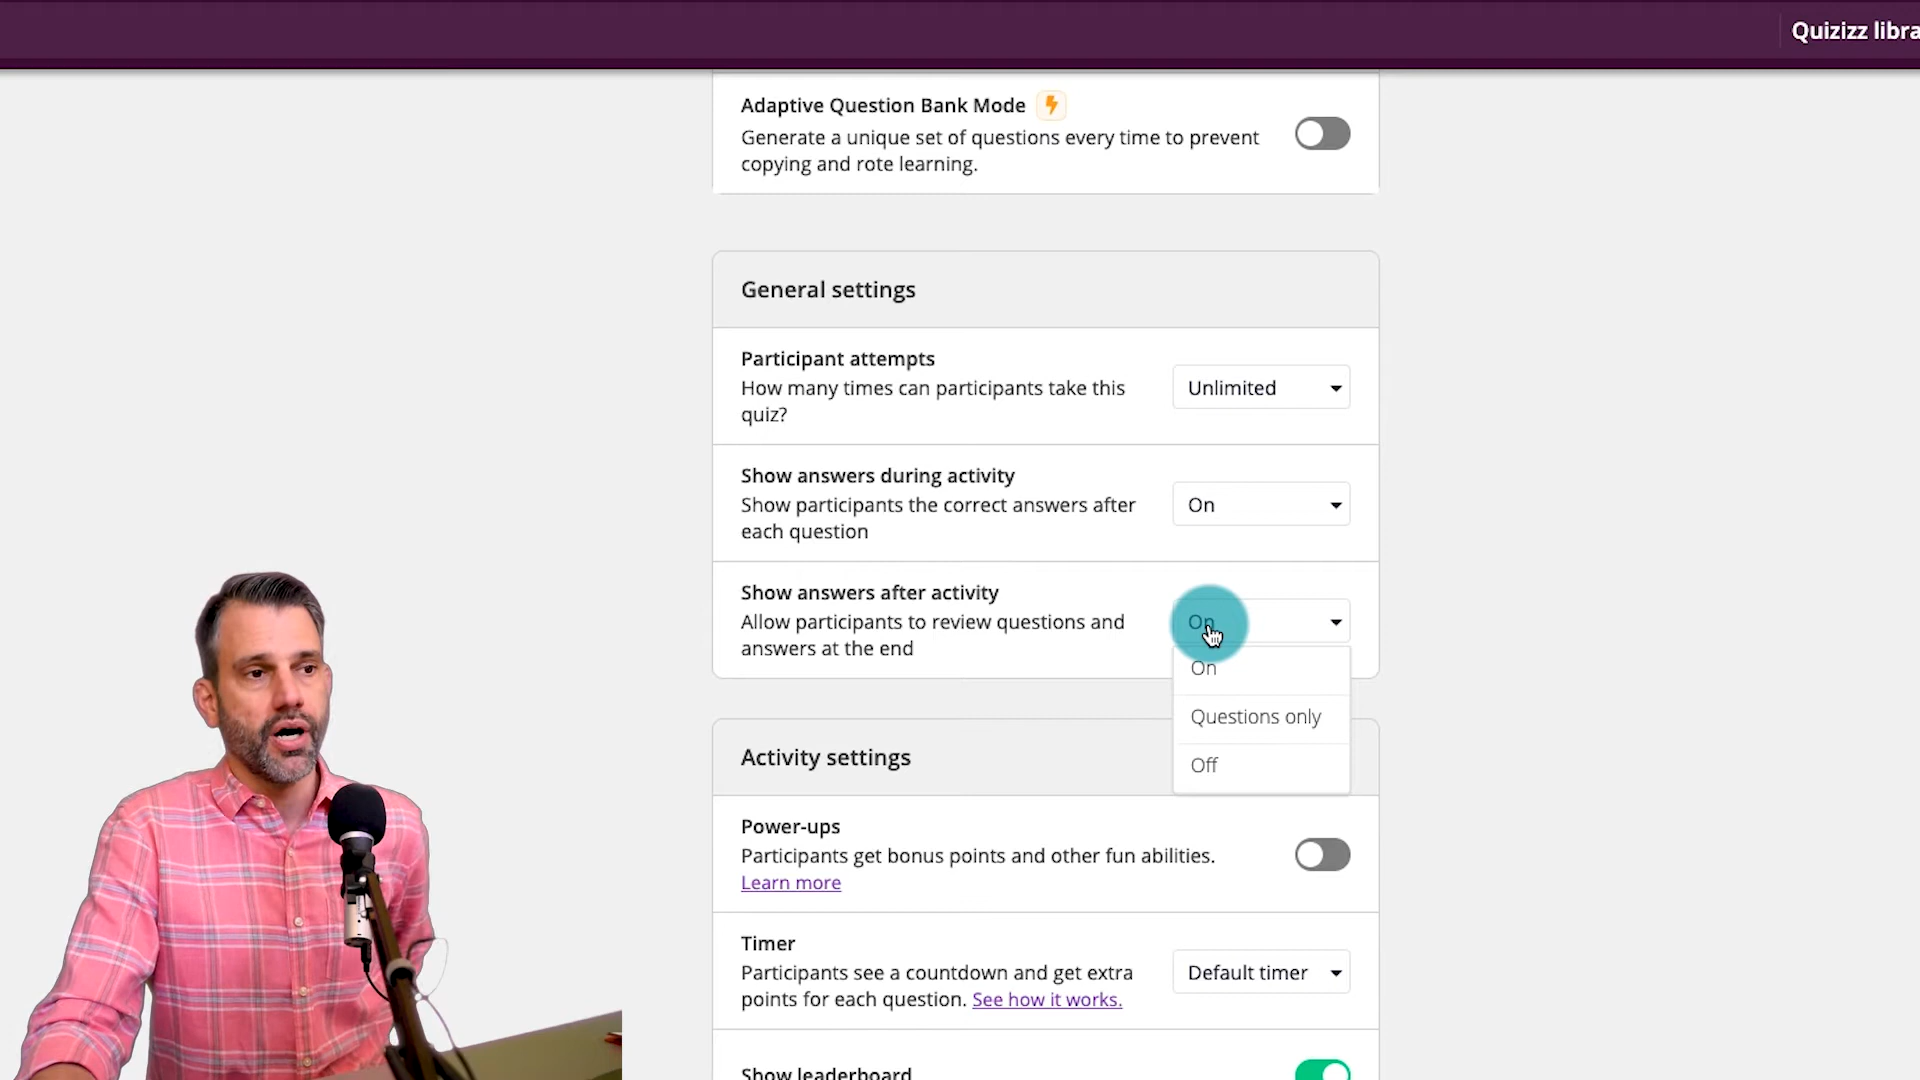 Quizizz libra
Adaptive Question Bank Mode
Generate a unique set of questions every time to prevent
copying and rote learning.
General settings
Participant attempts
How many times can participants take this
quiz?
Unlimited
Show answers during activity
Show participants the correct answers after
each question
On
Show answers after activity
Allow participants to review questions and
answers at the end
On
On
Questions only
Off
Activity settings
Power-ups
Participants get bonus points and other fun abilities.
Learn more
Timer
Participants see a countdown and get extra
points for each question. See how it works.
Default timer
Show leaderboard